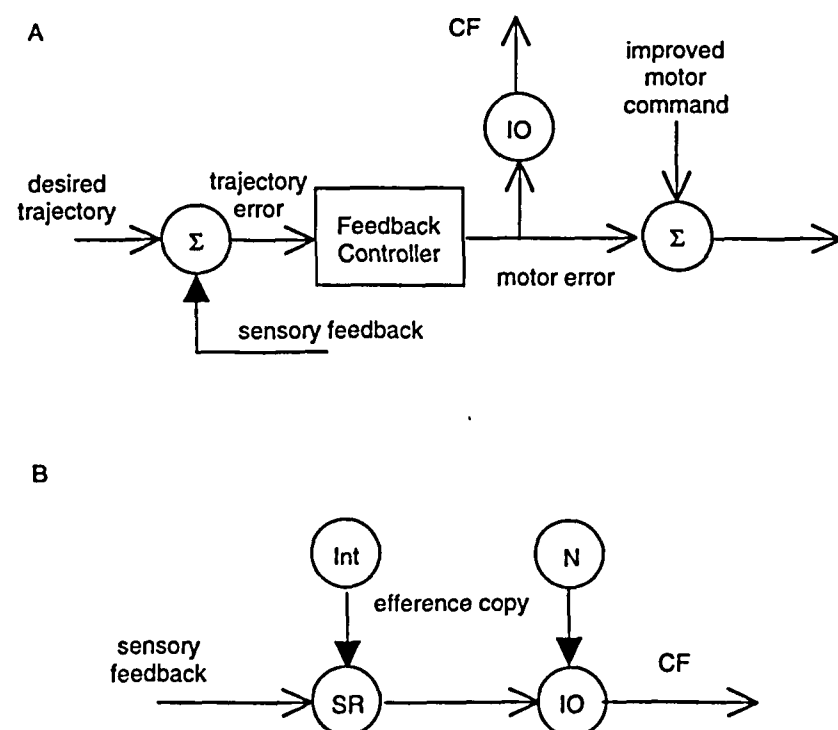 A
CF
improved
motor
command
IO
desired
trajectory
trajectory
error
Σ
Feedback
Controller
Σ
motor error
sensory feedback
B
Int
N
efference copy
sensory
feedback
CF
SR
IO